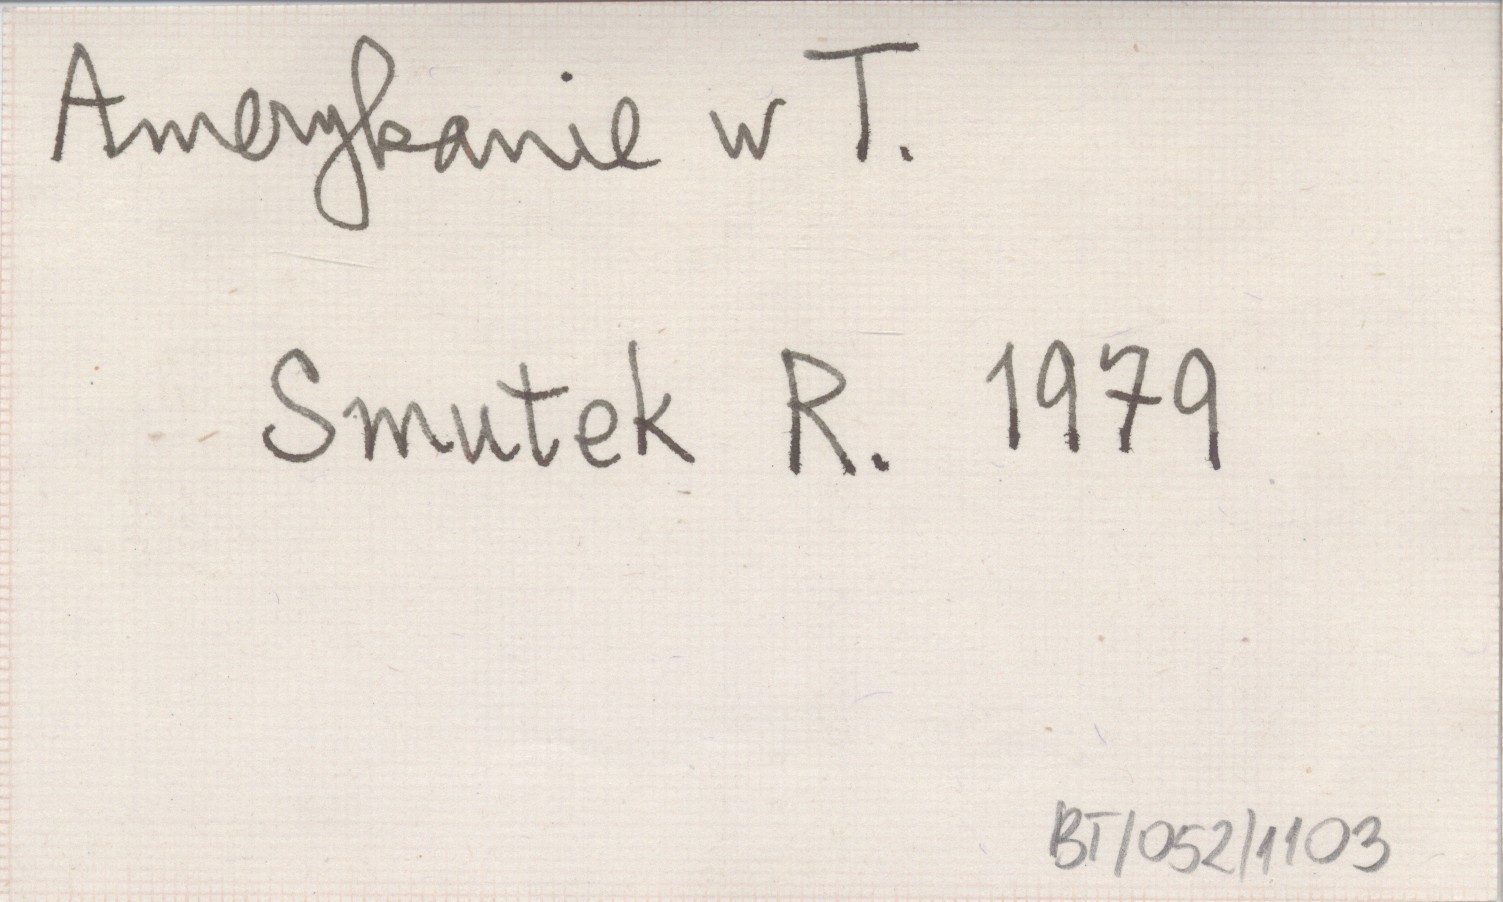 Amerykanie w T.
Smutek R. 1979
BT/052/1103